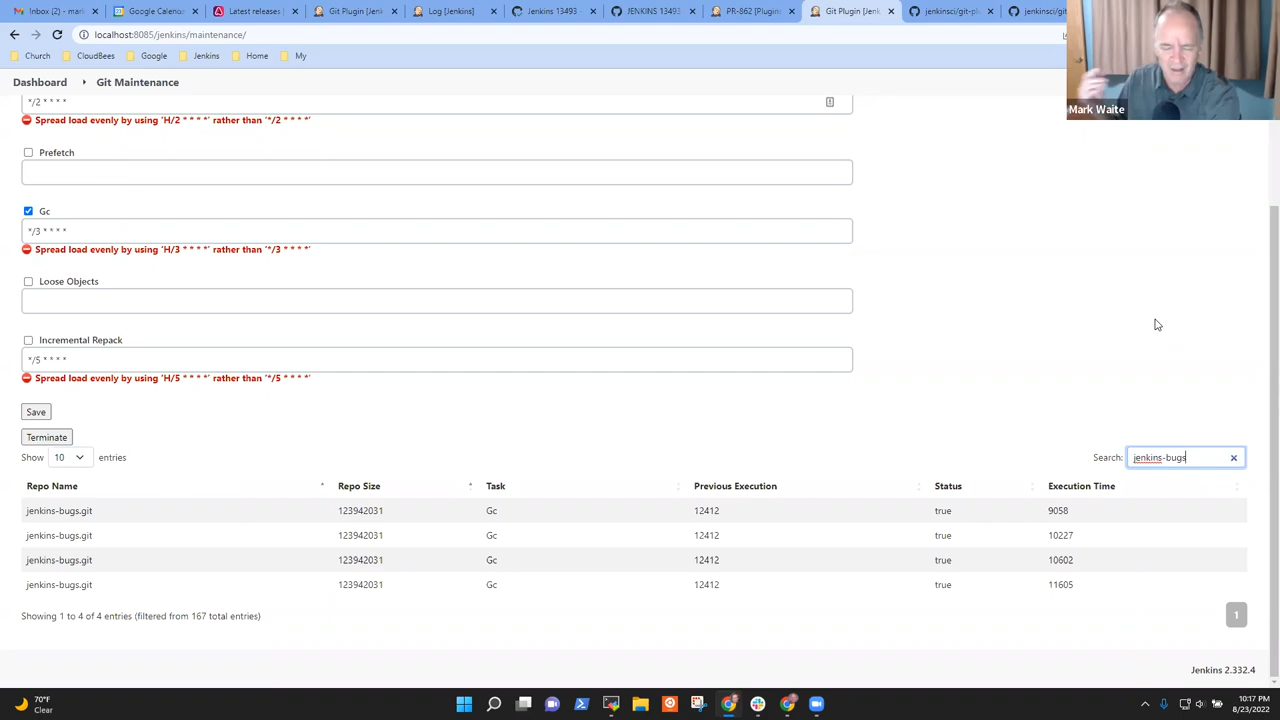 Inbox (2) - m
Google Calenda
Latest releases
Git Plugin [Jenk
Log [Jenkins]
Jenkins 13493 -
JENKINS 13493
PR-862 [Plugins
Git Plugin [Jenk
jenkinsci/git-pl
jenkinsci/git
localhost:8085/jenkins/maintenance/
Church
CloudBees
Google
Jenkins
Home
My
Dashboard
Git Maintenance
Mark Waite
*/2 * * * *
Spread load evenly by using ‘H/2 * * * *’ rather than ‘*/2 * * * *’
Prefetch
Gc
*/3 * * * *
Spread load evenly by using ‘H/3 * * * *’ rather than ‘*/3 * * * *’
Loose Objects
Incremental Repack
*/5 * * * *
Spread load evenly by using ‘H/5 * * * *’ rather than ‘*/5 * * * *’
Save
Terminate
Show 10 entries
Search: jenkins-bugs
Repo Name Repo Size Task Previous Execution Status Execution Time
jenkins-bugs.git 123942031 Gc 12412 true 9058
jenkins-bugs.git 123942031 Gc 12412 true 10227
jenkins-bugs.git 123942031 Gc 12412 true 10602
jenkins-bugs.git 123942031 Gc 12412 true 11605
Showing 1 to 4 of 4 entries (filtered from 167 total entries)
1
Jenkins 2.332.4
70°F
Clear
10:17 PM
8/23/2022